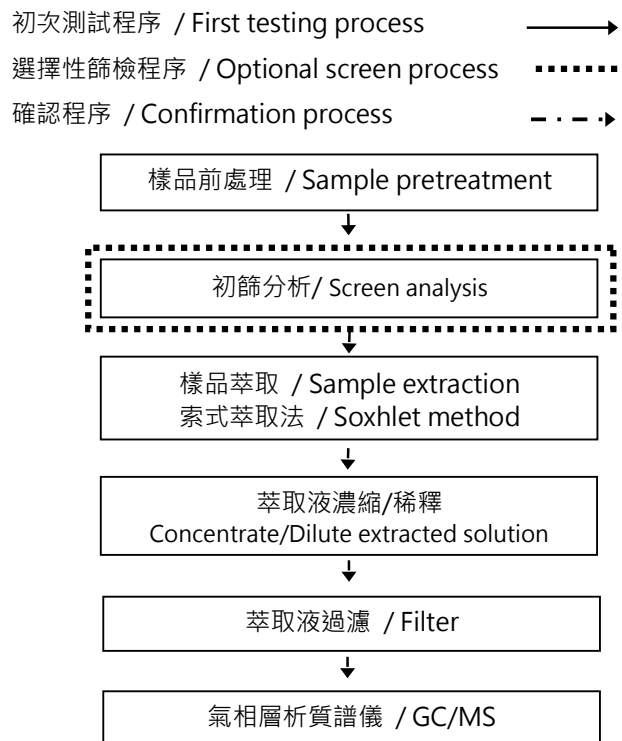 初次測試程序 / First testing process
選擇性篩檢程序 / Optional screen process
確認程序 / Confirmation process
樣品前處理 / Sample pretreatment
初篩分析/ Screen analysis
樣品萃取 / Sample extraction
索式萃取法 / Soxhlet method
萃取液濃縮/稀釋
Concentrate/Dilute extracted solution
萃取液過濾 / Filter
氣相層析質譜儀 / GC/MS